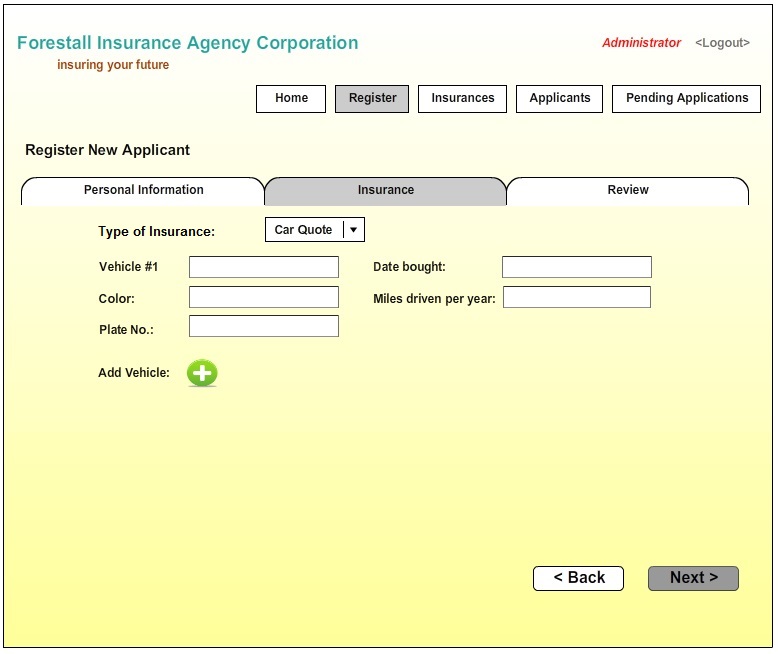 Forestall Insurance Agency Corporation
Administrator <Logout>
insuring your future
Home Register Insurances Applicants Pending Applications
Register New Applicant
Personal Information Insurance Review
Type of Insurance: Car Quote
Vehicle #1 Date bought:
Color: Miles driven per year:
Plate No.:
Add Vehicle:
< Back Next >